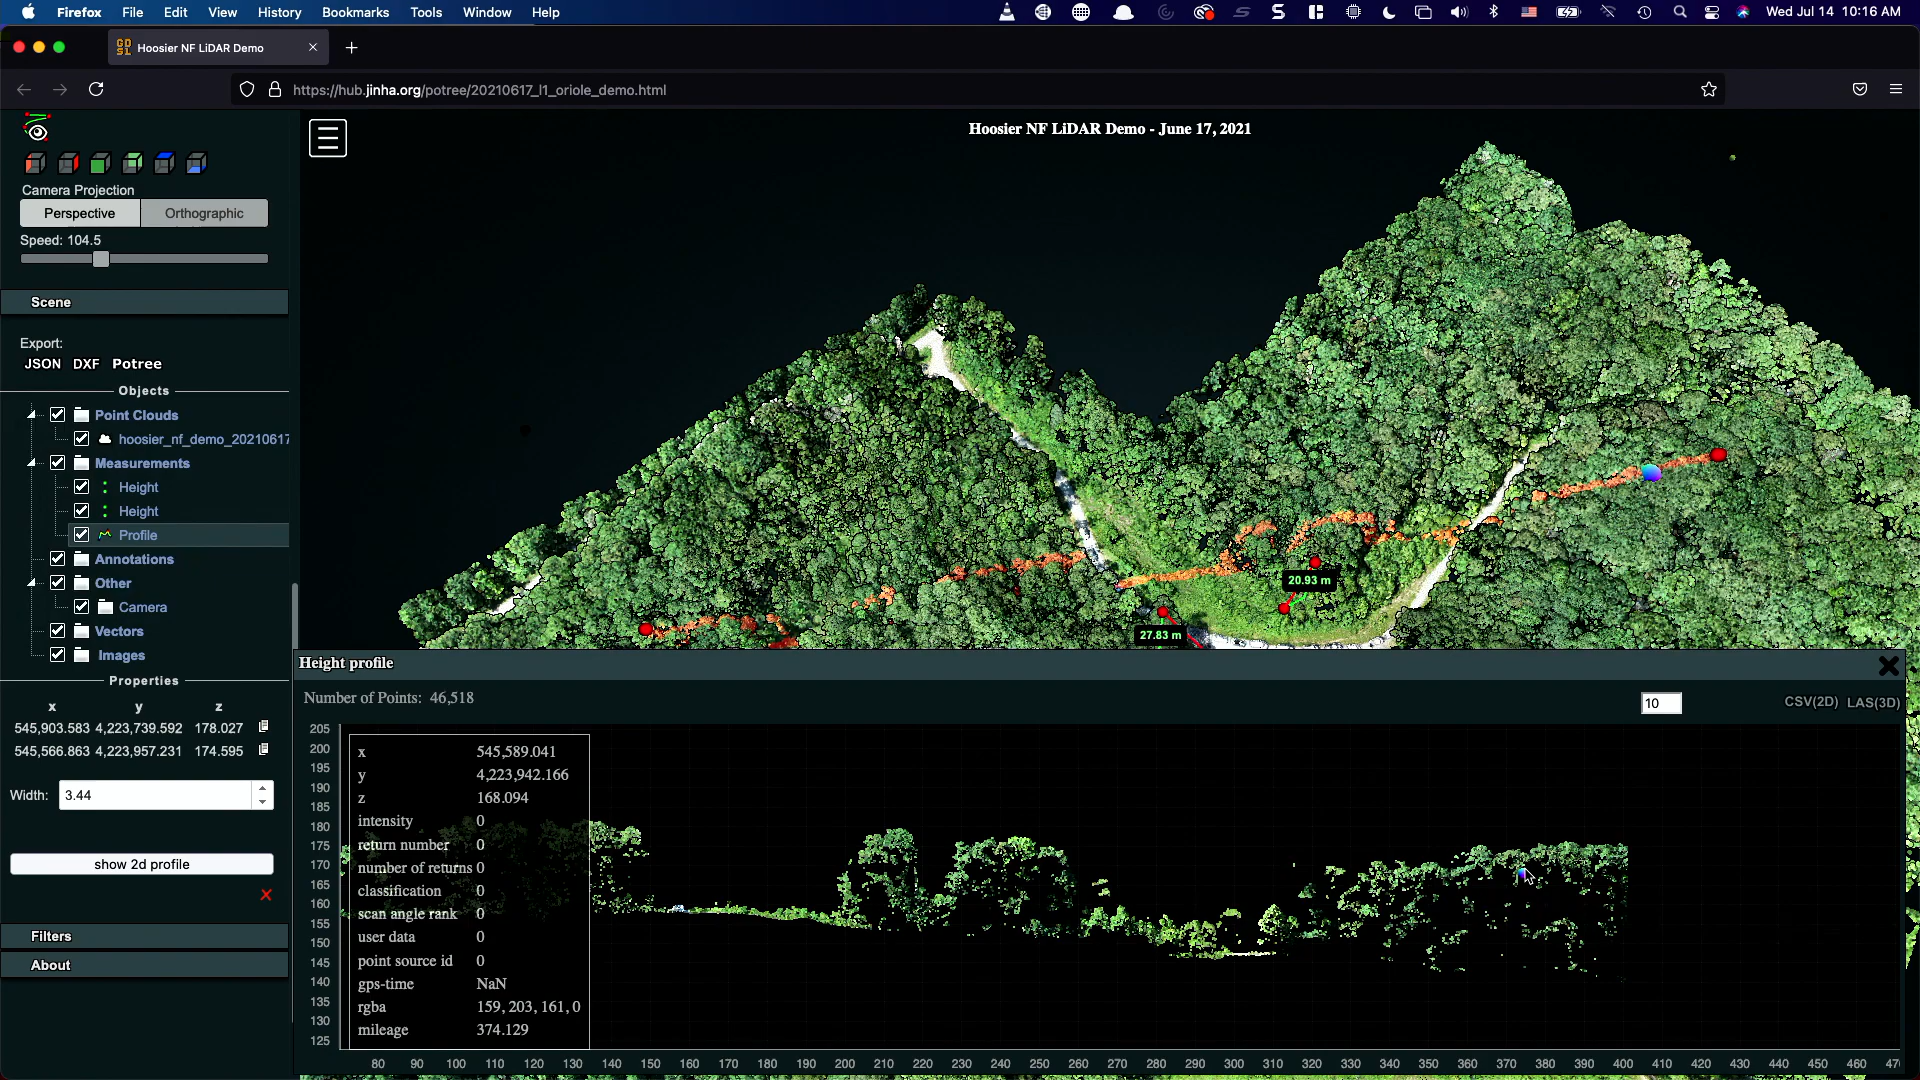 Firefox File Edit View History Bookmarks Tools Window Help Wed Jul 14 10:16 AM
Hoosier NF LiDAR Demo
https://hub.jinha.org/potree/20210617_l1_oriole_demo.html
Hoosier NF LiDAR Demo - June 17, 2021
Camera Projection
Perspective Orthographic
Speed: 104.5
Scene
Export:
JSON DXF Potree
Objects
Point Clouds
hoosier_nf_demo_20210617
Measurements
Height
Height
Profile
Annotations
Other
Camera
Vectors
Images
Properties
x y z
545,903.583 4,223,739.592 178.027
545,566.863 4,223,957.231 174.595
Width: 3.44
show 2d profile
Filters
About
20.93 m
27.83 m
Height profile
Number of Points: 46,518
10
CSV(2D) LAS(3D)
205
200
195
190
185
180
175
170
165
160
155
150
145
140
135
130
125
x 545,589.041
y 4,223,942.166
z 168.094
intensity 0
return number 0
number of returns 0
classification 0
scan angle rank 0
user data 0
point source id 0
gps-time NaN
rgba 159, 203, 161, 0
mileage 374.129
80 90 100 110 120 130 140 150 160 170 180 190 200 210 220 230 240 250 260 270 280 290 300 310 320 330 340 350 360 370 380 390 400 410 420 430 440 450 460